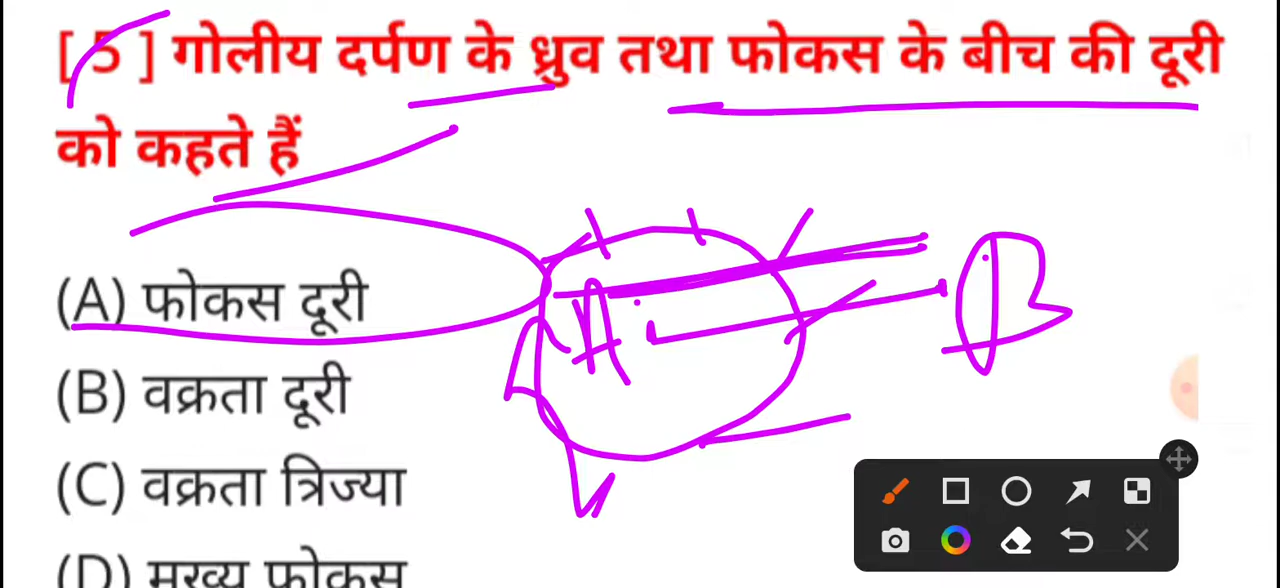 [ 5 ] गोलीय दर्पण के ध्रुव तथा फोकस के बीच की दूरी
को कहते हैं
(A) फोकस दूरी
(B) वक्रता दूरी
(C) वक्रता त्रिज्या
(D) मुख्य फोकस